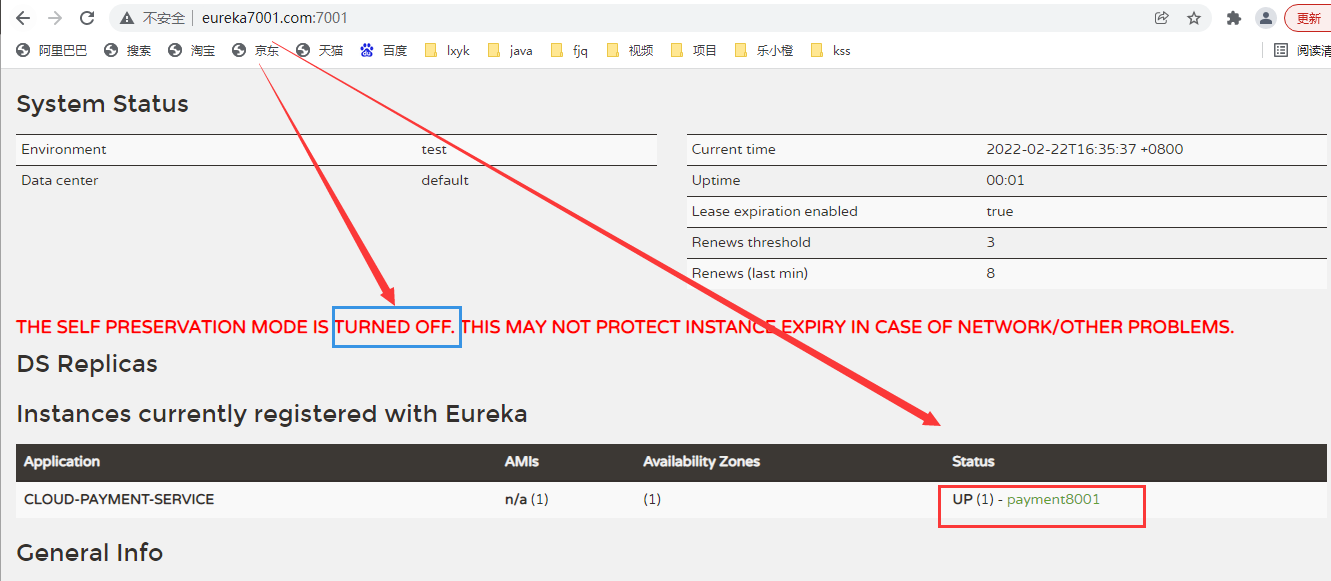 不安全 eureka7001.com:7001 更新
阿里巴巴 搜索 淘宝 京东 天猫 百度 lxyk java fjq 视频 项目 乐小橙 kss 阅读清
System Status
Environment test
Data center default
Current time 2022-02-22T16:35:37 +0800
Uptime 00:01
Lease expiration enabled true
Renews threshold 3
Renews (last min) 8
THE SELF PRESERVATION MODE IS TURNED OFF. THIS MAY NOT PROTECT INSTANCE EXPIRY IN CASE OF NETWORK/OTHER PROBLEMS.
DS Replicas
Instances currently registered with Eureka
Application AMIs Availability Zones Status
CLOUD-PAYMENT-SERVICE n/a (1) (1) UP (1) - payment8001
General Info